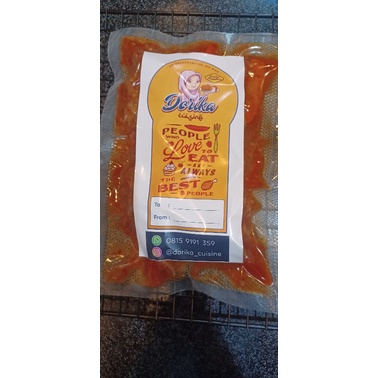 Dorika
cuisine
PEOPLE
WHO
Love TO
EAT
ARE
ALWAYS
THE
BEST
PEOPLE
To :
From :
0815 9191 359
@dorika_cuisine